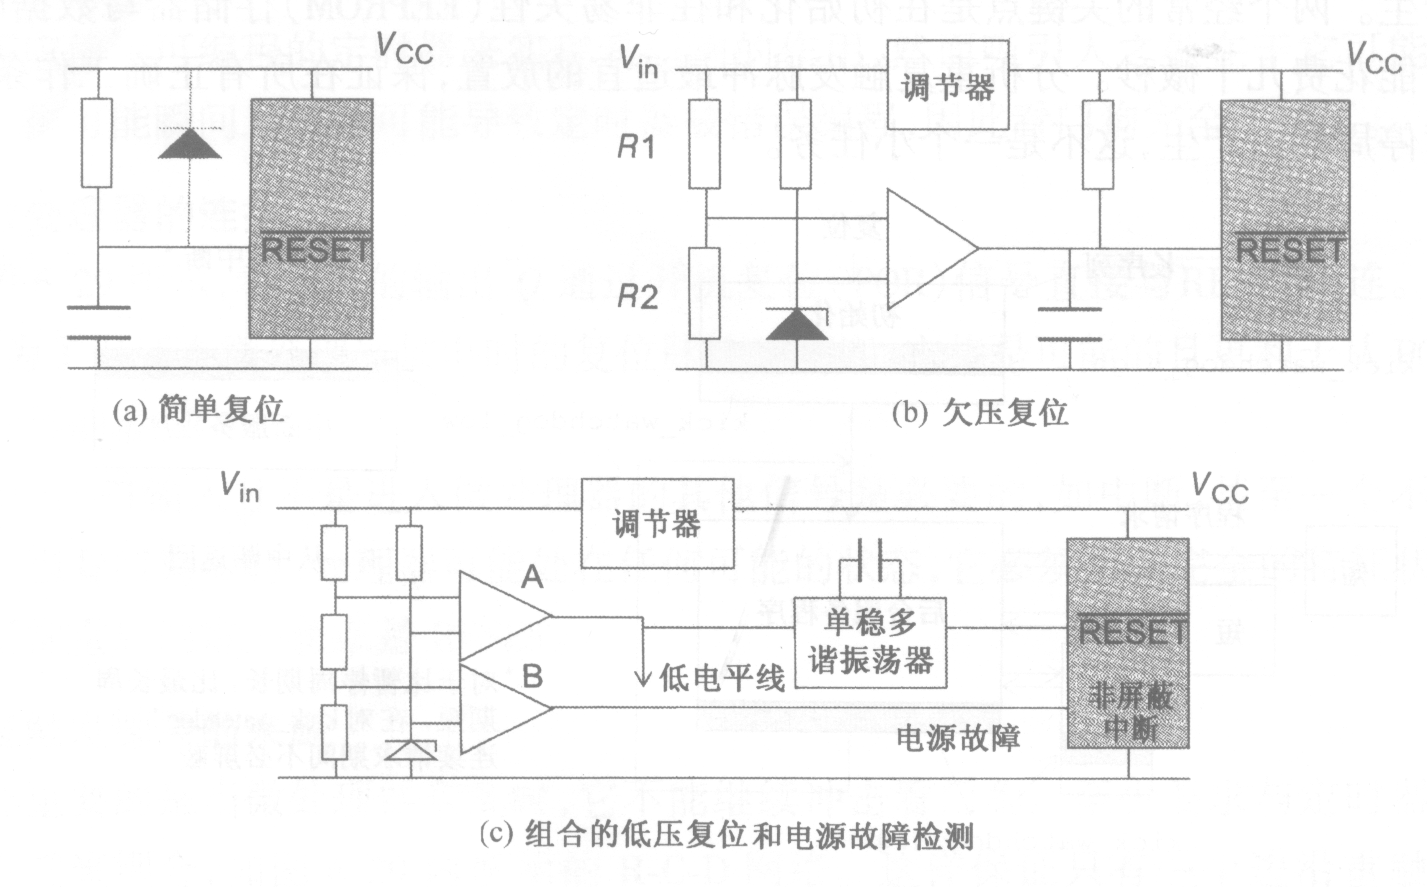 VCC
RESET
(a) 简单复位
Vin
调节器
VCC
R1
R2
RESET
(b) 欠压复位
Vin
调节器
VCC
A
B
低电平线
单稳多
谐振荡器
RESET
非屏蔽
中断
电源故障
(c) 组合的低压复位和电源故障检测